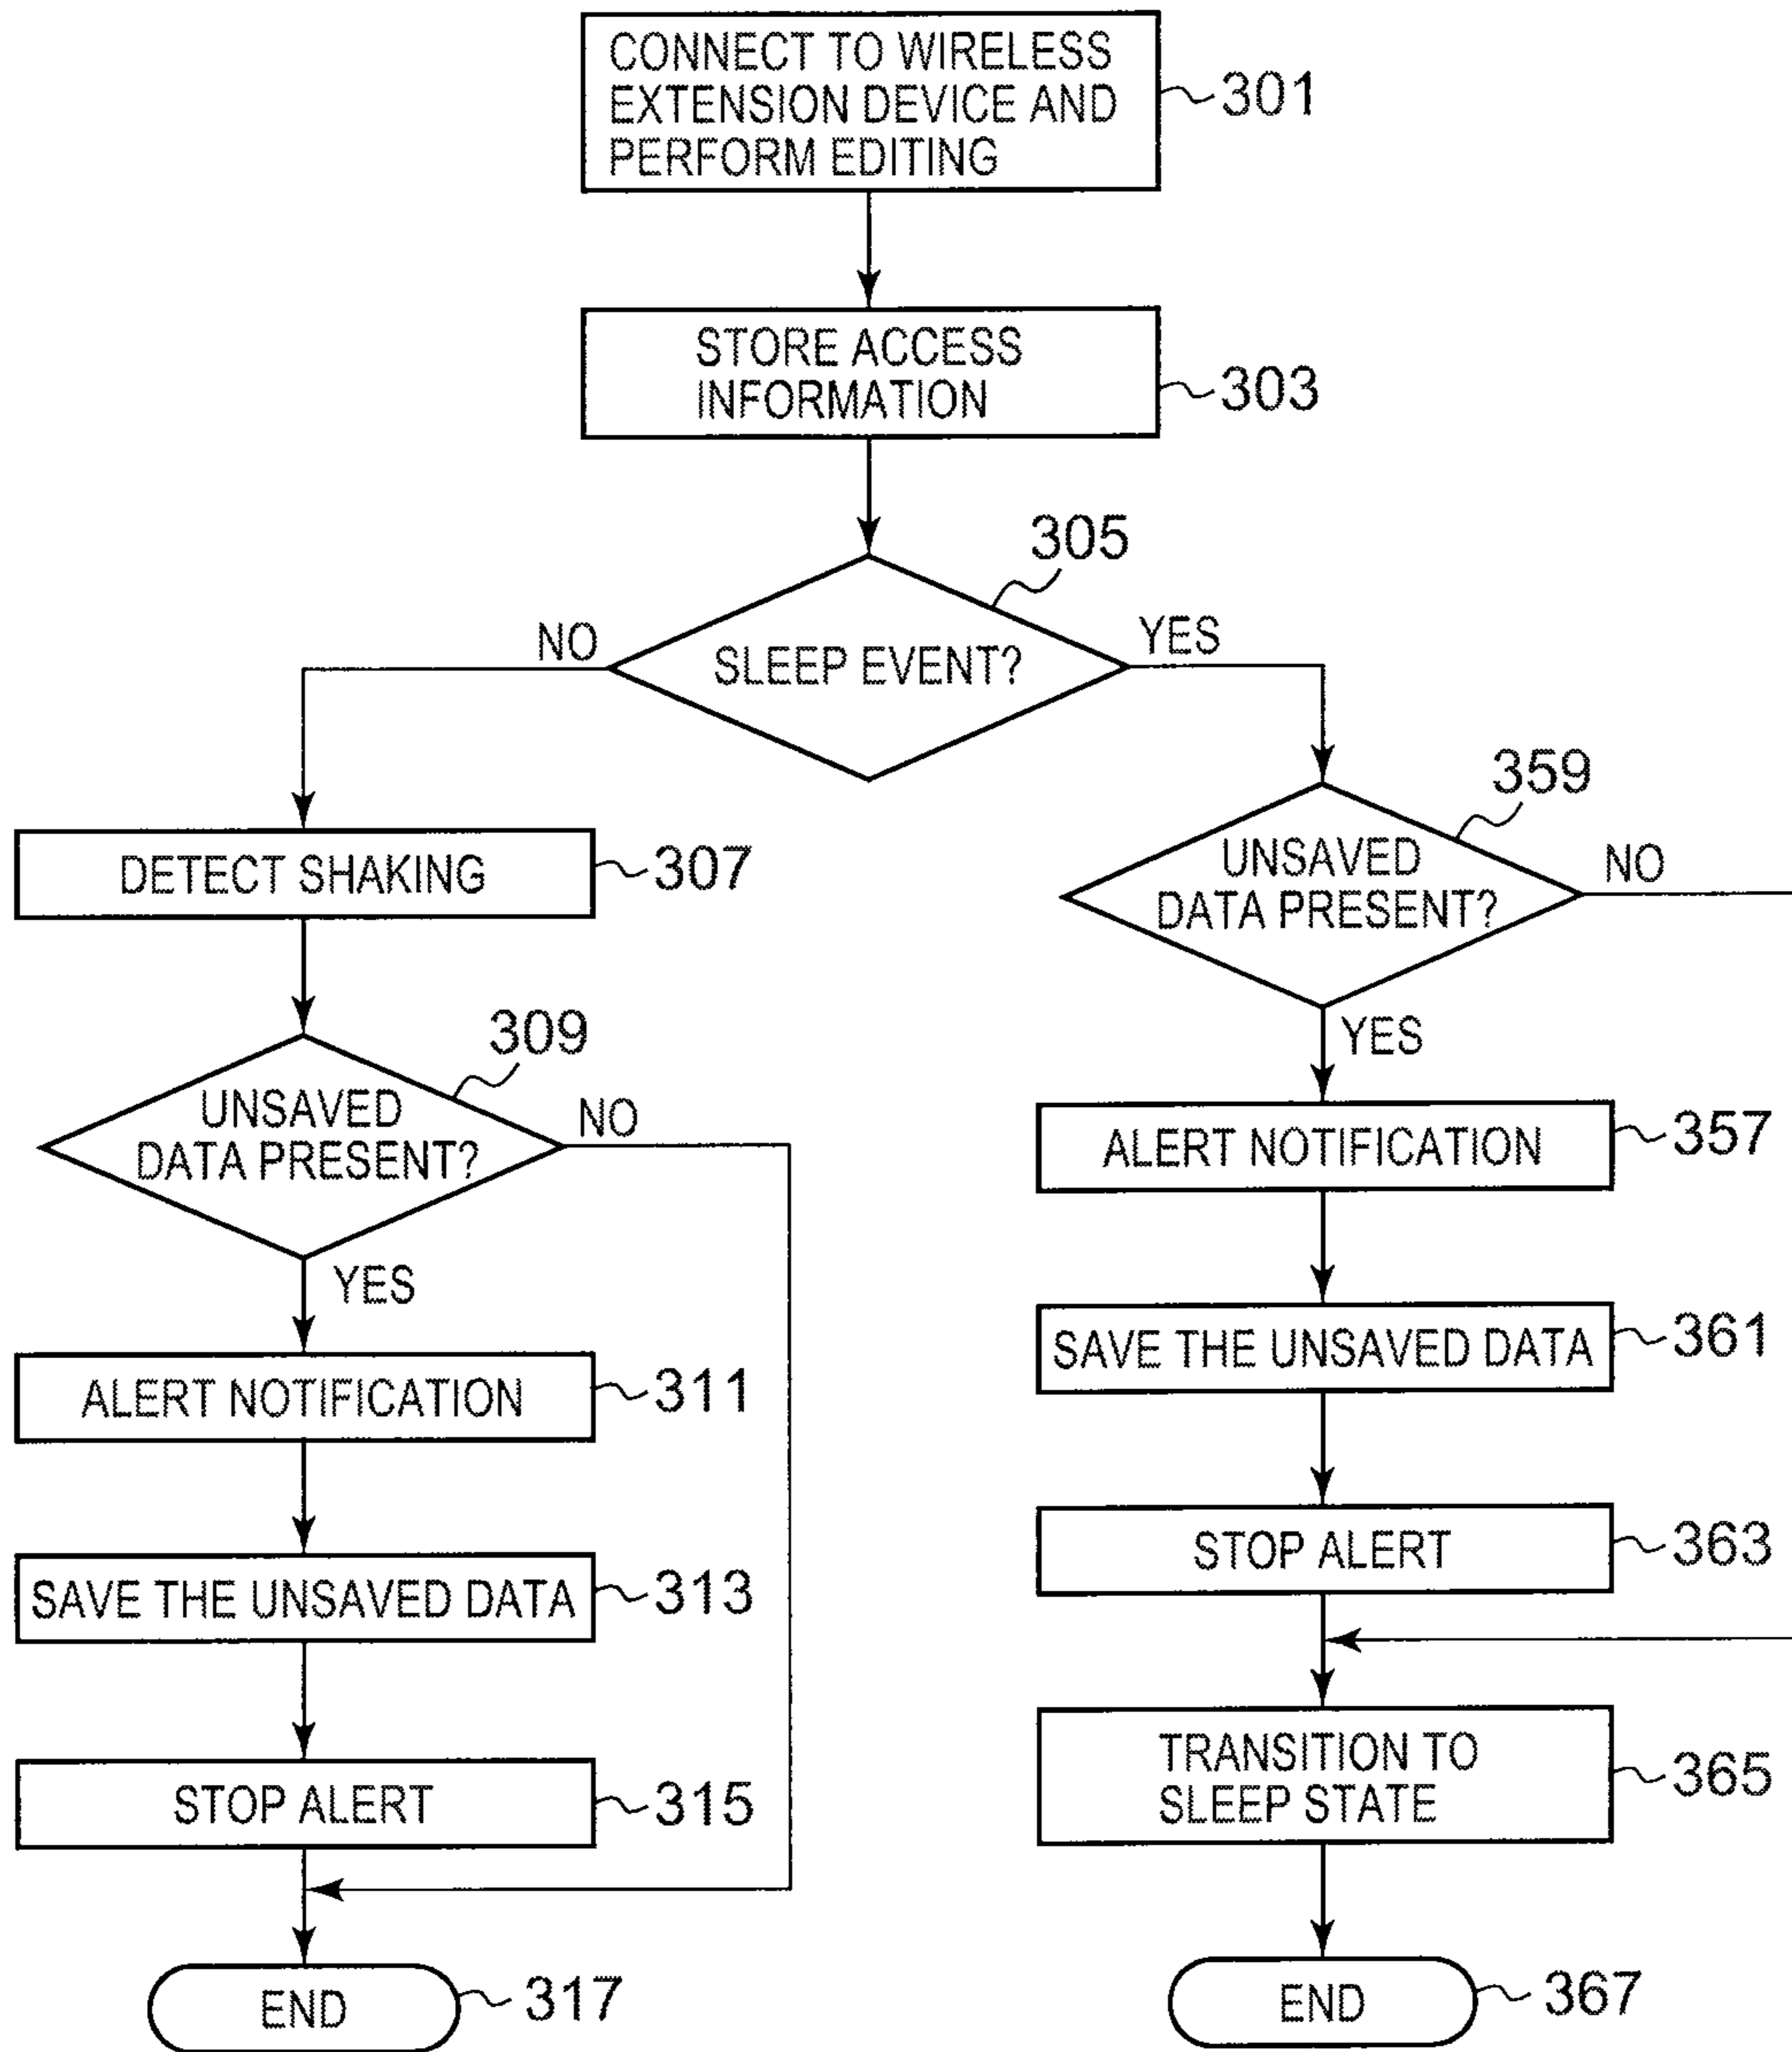 CONNECT TO WIRELESS
EXTENSION DEVICE AND
PERFORM EDITING
301
STORE ACCESS
INFORMATION
303
305
SLEEP EVENT?
NO
YES
DETECT SHAKING
307
309
UNSAVED
DATA PRESENT?
NO
YES
ALERT NOTIFICATION
311
SAVE THE UNSAVED DATA
313
STOP ALERT
315
END
317
359
UNSAVED
DATA PRESENT?
NO
YES
ALERT NOTIFICATION
357
SAVE THE UNSAVED DATA
361
STOP ALERT
363
TRANSITION TO
SLEEP STATE
365
END
367